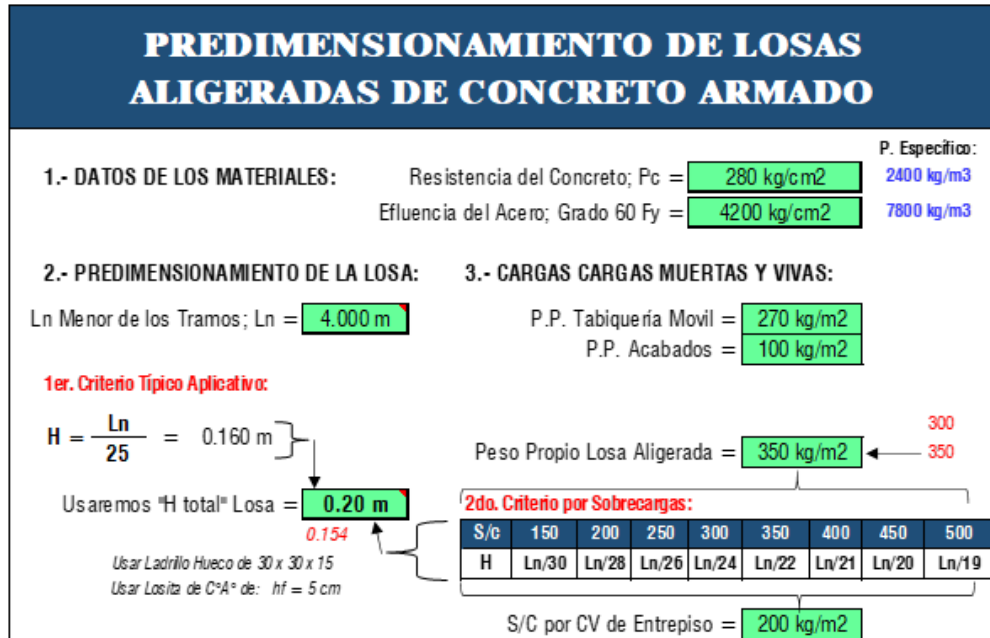 PREDIMENSIONAMIENTO DE LOSAS
ALIGERADAS DE CONCRETO ARMADO
P. Específico:
1.- DATOS DE LOS MATERIALES: Resistencia del Concreto; Pc = 280 kg/cm2 2400 kg/m3
Efluencia del Acero; Grado 60 Fy = 4200 kg/cm2 7800 kg/m3
2.- PREDIMENSIONAMIENTO DE LA LOSA: 3.- CARGAS CARGAS MUERTAS Y VIVAS:
Ln Menor de los Tramos; Ln = 4.000 m P.P. Tabiquería Movil = 270 kg/m2
P.P. Acabados = 100 kg/m2
1er. Criterio Típico Aplicativo:
H = Ln / 25 = 0.160 m
300
Peso Propio Losa Aligerada = 350 kg/m2 350
Usaremos "H total" Losa = 0.20 m 2do. Criterio por Sobrecargas:
0.154
S/c 150 200 250 300 350 400 450 500
H Ln/30 Ln/28 Ln/26 Ln/24 Ln/22 Ln/21 Ln/20 Ln/19
Usar Ladrillo Hueco de 30 x 30 x 15
Usar Losita de C°A° de: hf = 5 cm
S/C por CV de Entrepiso = 200 kg/m2